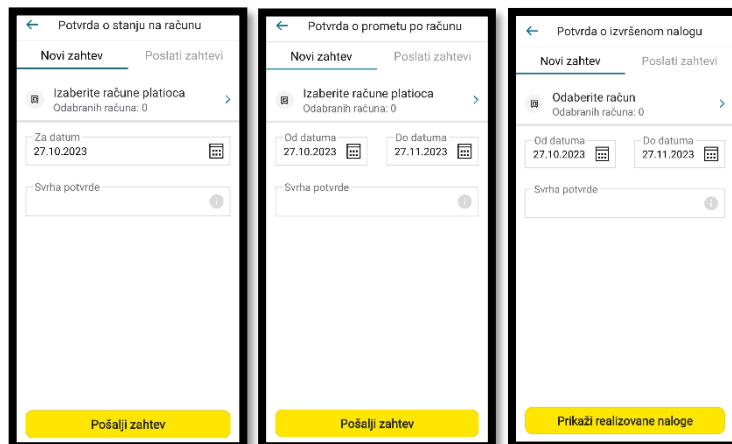 Potvrda o stanju na računu
Novi zahtev
Poslati zahtevi
Izaberite račune platioca
Odabranih računa: 0
Za datum
27.10.2023
Svrha potvrde
Pošalji zahtev
Potvrda o prometu po računu
Novi zahtev
Poslati zahtevi
Izaberite račune platioca
Odabranih računa: 0
Od datuma
27.10.2023
Do datuma
27.11.2023
Svrha potvrde
Pošalji zahtev
Potvrda o izvršenom nalogu
Novi zahtev
Poslati zahtevi
Odaberite račun
Odabranih računa: 0
Od datuma
27.10.2023
Do datuma
27.11.2023
Svrha potvrde
Prikaži realizovane naloge